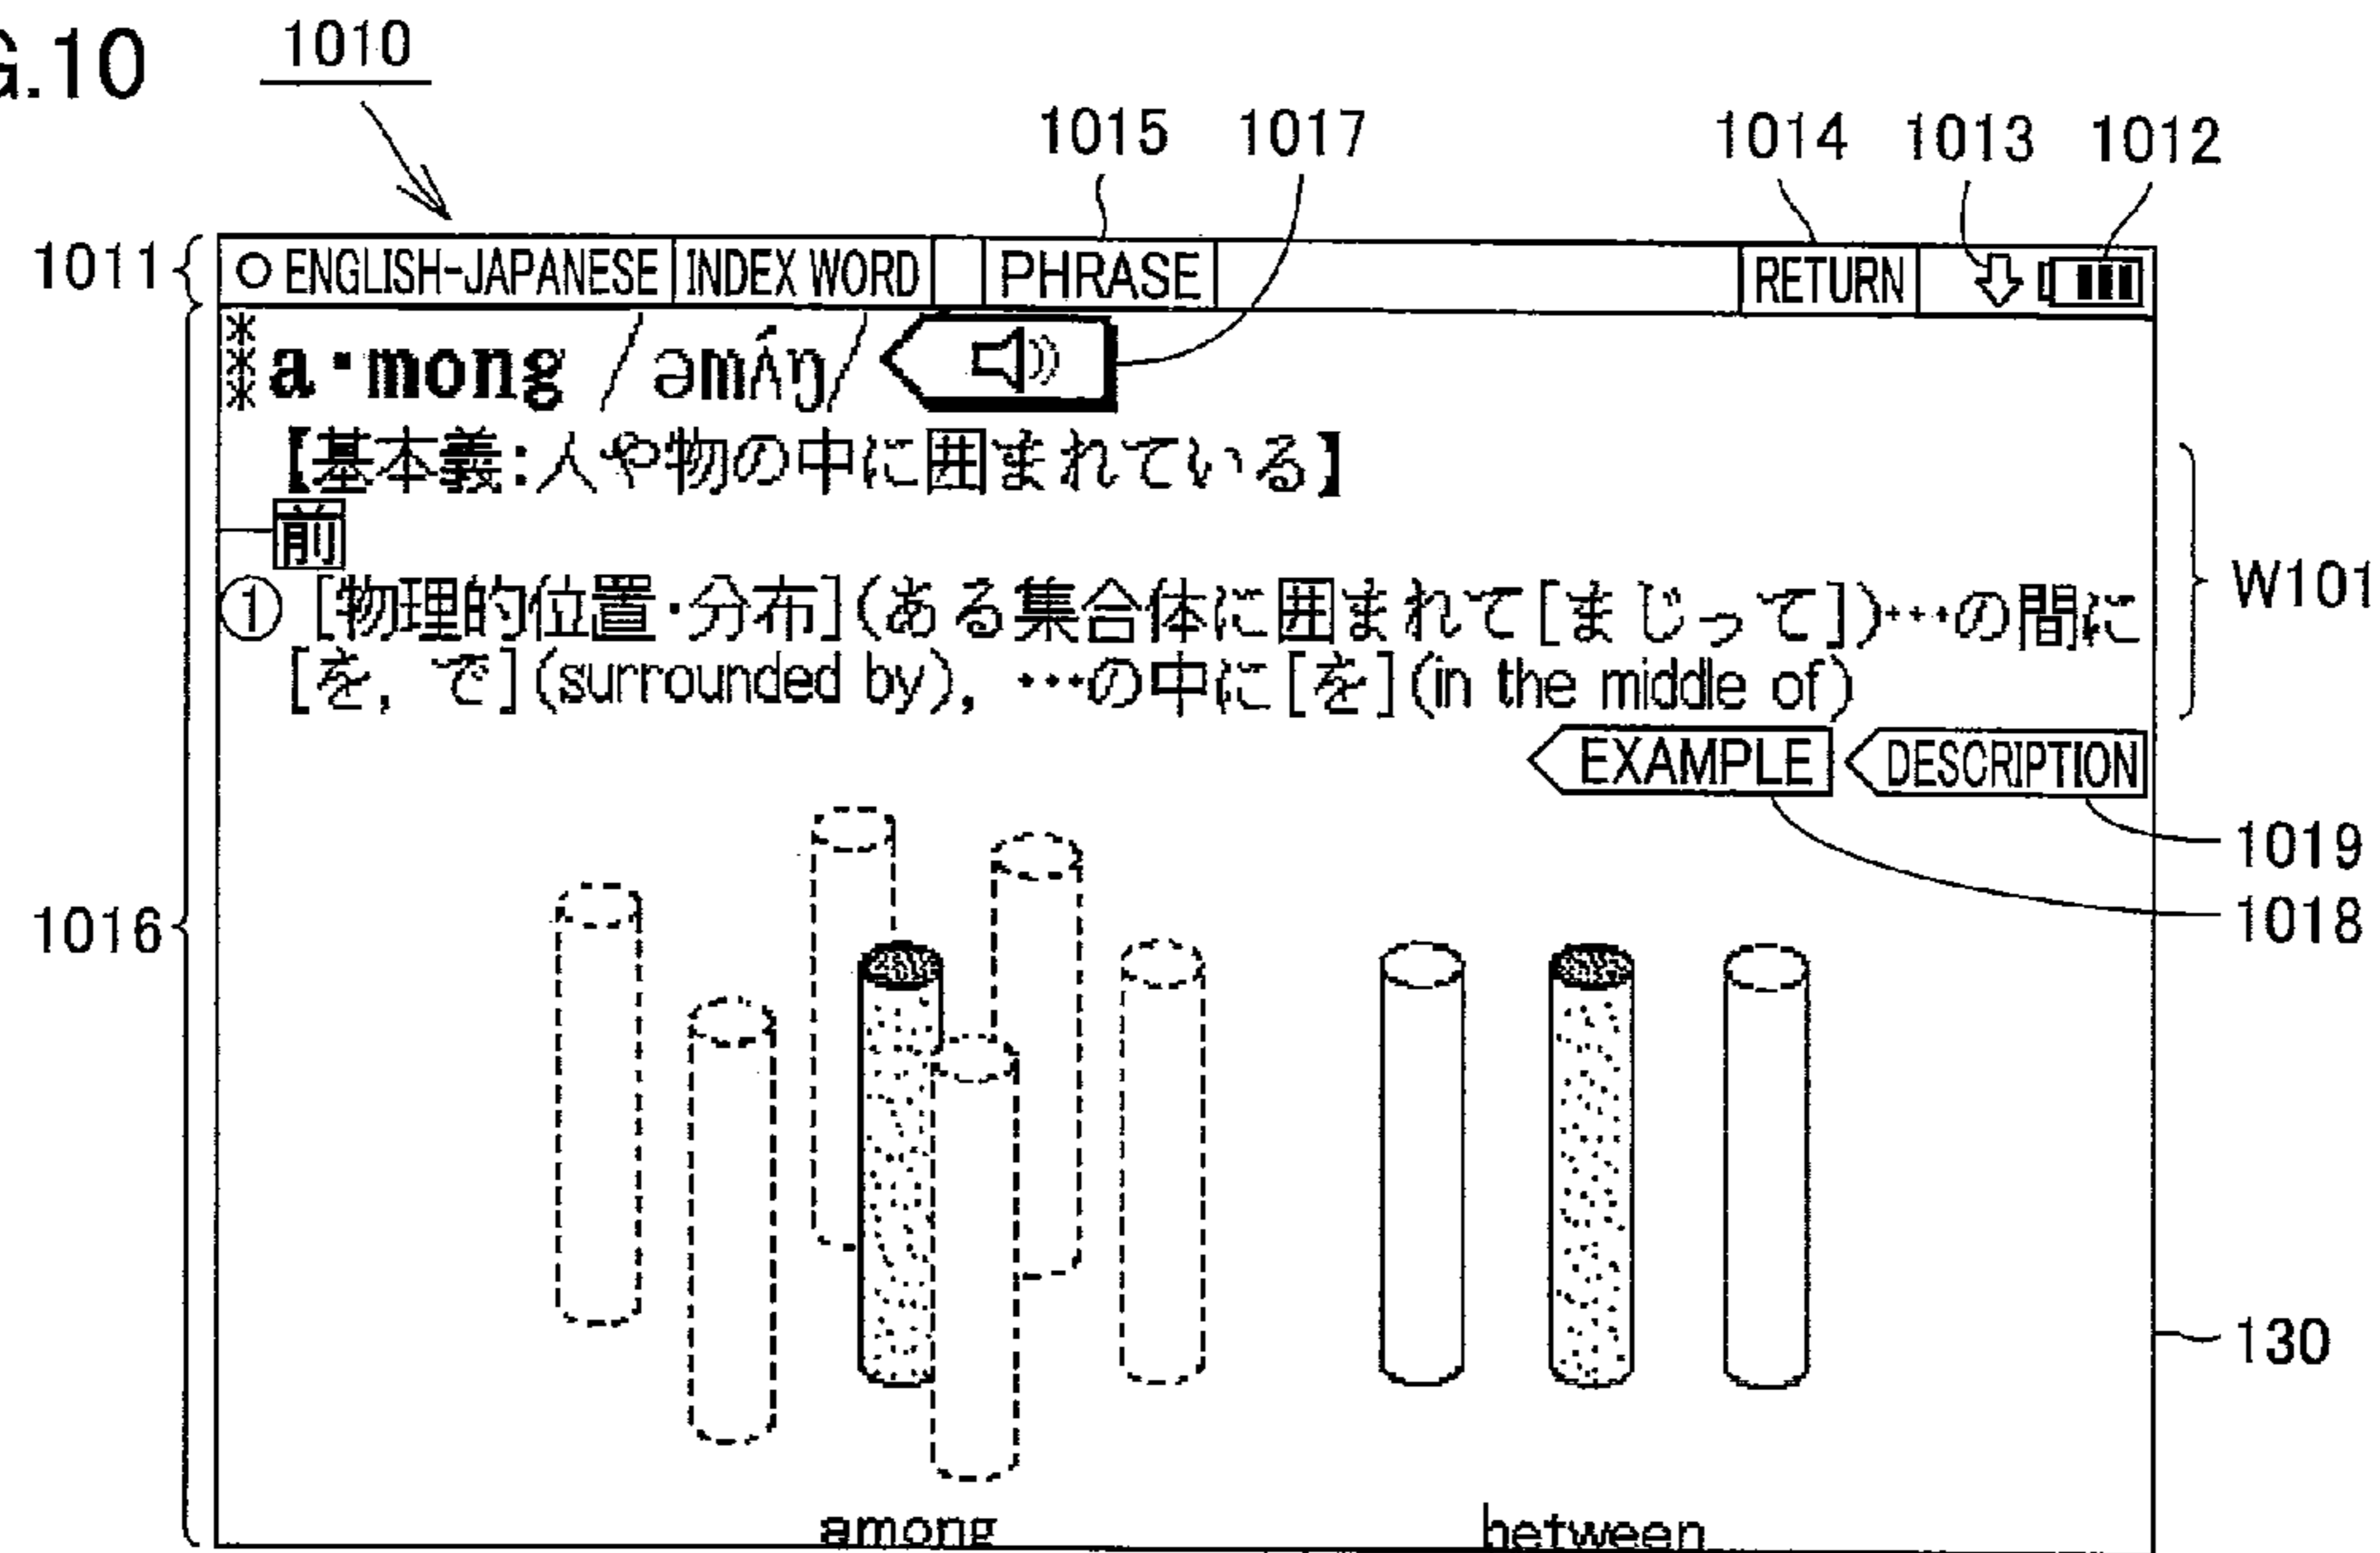 G.10
1010
1015 1017 1014 1013 1012
1011
○ ENGLISH-JAPANESE INDEX WORD PHRASE RETURN
***a·mong /əmʌ́ŋ/
【基本義:人や物の中に囲まれている】
前
① [物理的位置·分布](ある集合体に囲まれて[まじって])…の間に
[を, で](surrounded by), …の中に[を](in the middle of)
W101
EXAMPLE DESCRIPTION
1019
1018
1016
130
among between